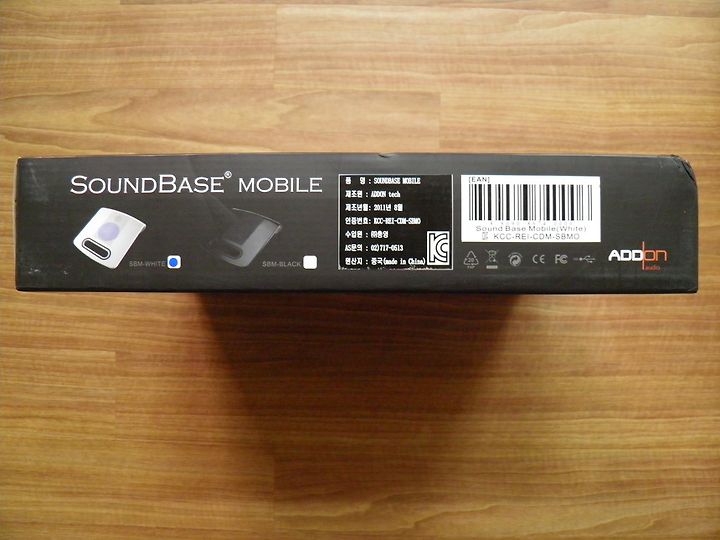 SOUNDBASE® MOBILE
SBM-WHITE
SBM-BLACK
품 명 : SOUNDBASE MOBILE
제조원 : ADDON tech
제조년월: 2011년 8월
인증번호: KCC-REI-CDM-SBMO
수입원 :
AS문의 : 02)717-0513
원산지 : 중국(made in China)
[EAN]
Sound Base Mobile(White)
KCC-REI-CDM-SBMO
CE FC
ADDON
audio